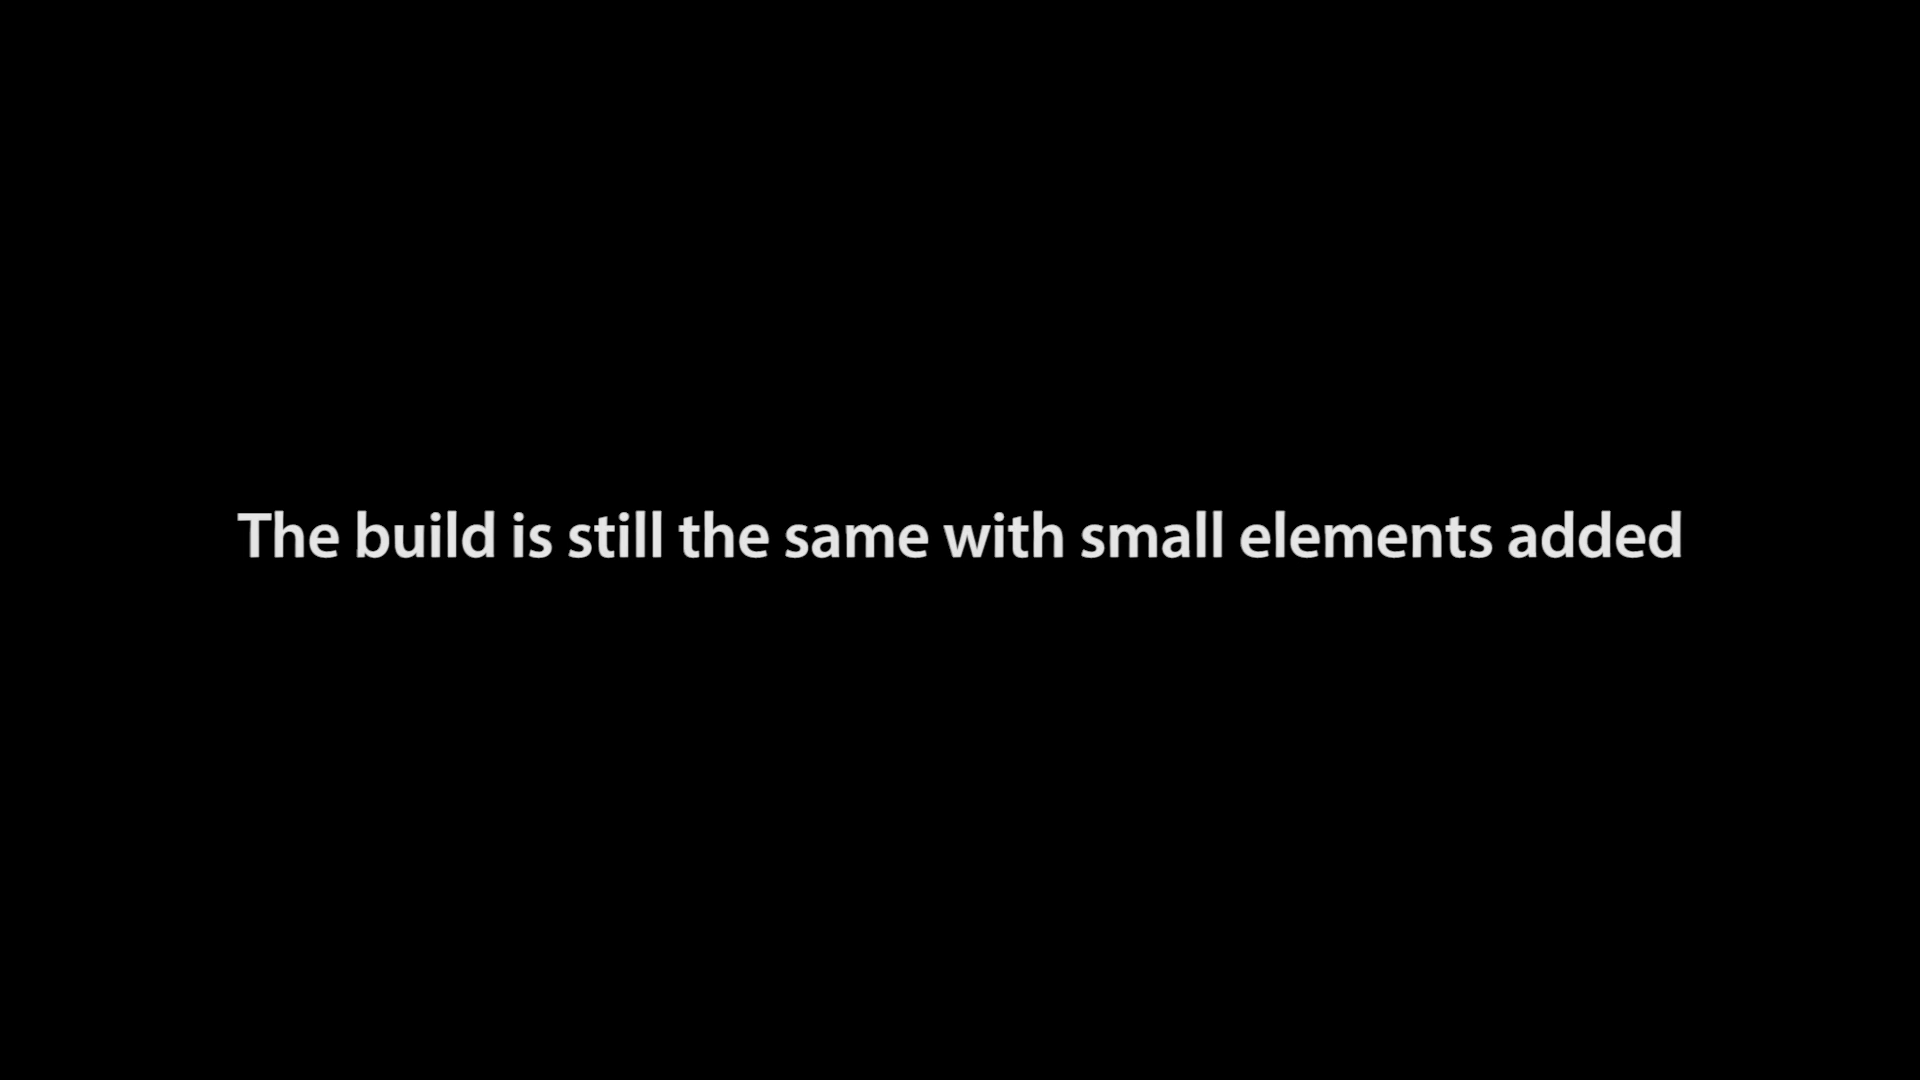 The build is still the same with small elements added